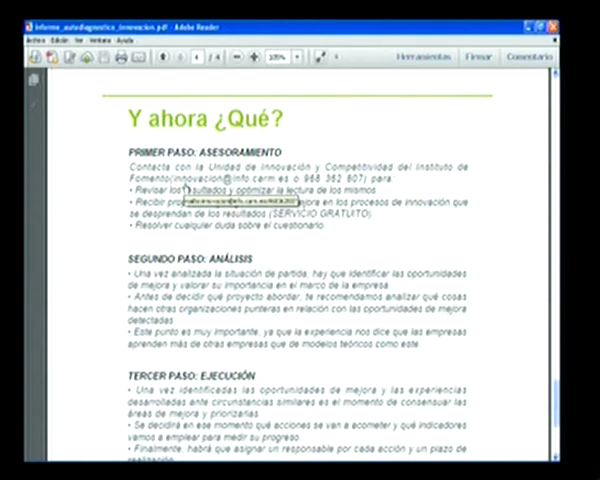 Informe_autodiagnostico_innovacion.pdf - Adobe Reader
Archivo Edición Ver Ventana Ayuda
4 / 4 105% Herramientas Firmar Comentario
Y ahora ¿Qué?
PRIMER PASO: ASESORAMIENTO
Contacta con la Unidad de Innovación y Competitividad del Instituto de
Fomento(innovacion@info.carm.es o 968 362 807) para:
• Revisar los resultados y optimizar la lectura de los mismos
• Recibir mejora en los procesos de innovación que
se desprendan de los resultados (SERVICIO GRATUITO).
• Resolver cualquier duda sobre el cuestionario
SEGUNDO PASO: ANÁLISIS
• Una vez analizada la situación de partida, hay que identificar las oportunidades
de mejora y valorar su importancia en el marco de la empresa
• Antes de decidir qué proyecto abordar, te recomendamos analizar qué cosas
hacen otras organizaciones punteras en relación con las oportunidades de mejora
detectadas
• Este punto es muy importante, ya que la experiencia nos dice que las empresas
aprenden más de otras empresas que de modelos teóricos como este.
TERCER PASO: EJECUCIÓN
• Una vez identificadas las oportunidades de mejora y las experiencias
desarrolladas ante circunstancias similares es el momento de consensuar las
áreas de mejora y priorizarlas
• Se decidirá en ese momento qué acciones se van a acometer y qué indicadores
vamos a emplear para medir su progreso
• Finalmente, habrá que asignar un responsable por cada acción y un plazo de
realización